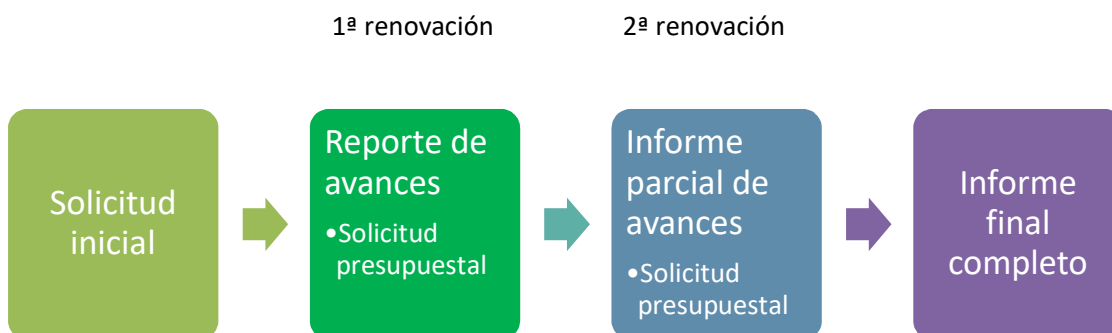 1ª renovación
2ª renovación
Solicitud
inicial
Reporte de
avances
•Solicitud
presupuestal
Informe
parcial de
avances
•Solicitud
presupuestal
Informe
final
completo